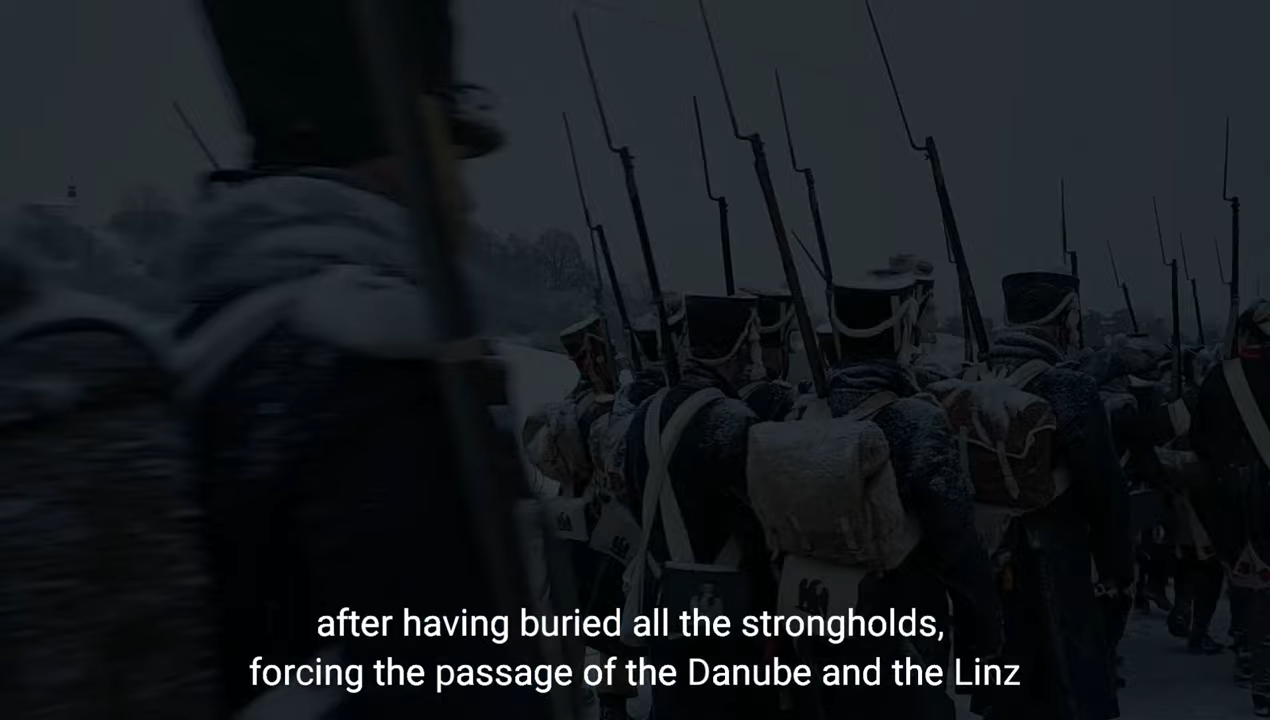 after having buried all the strongholds,
forcing the passage of the Danube and the Linz